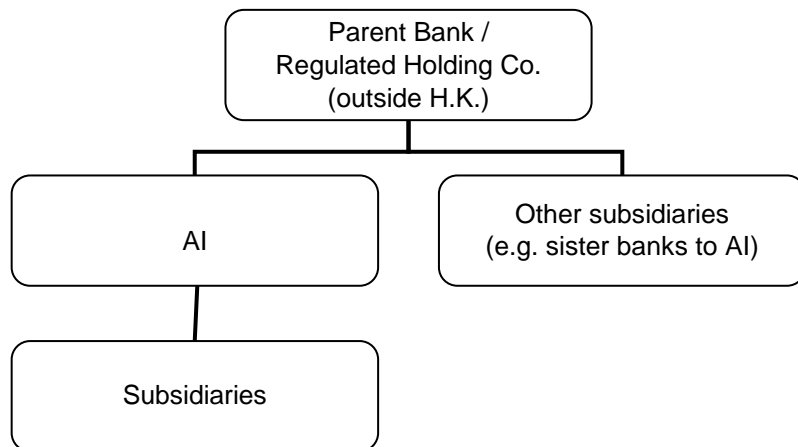 Parent Bank /
Regulated Holding Co.
(outside H.K.)
AI
Other subsidiaries
(e.g. sister banks to AI)
Subsidiaries